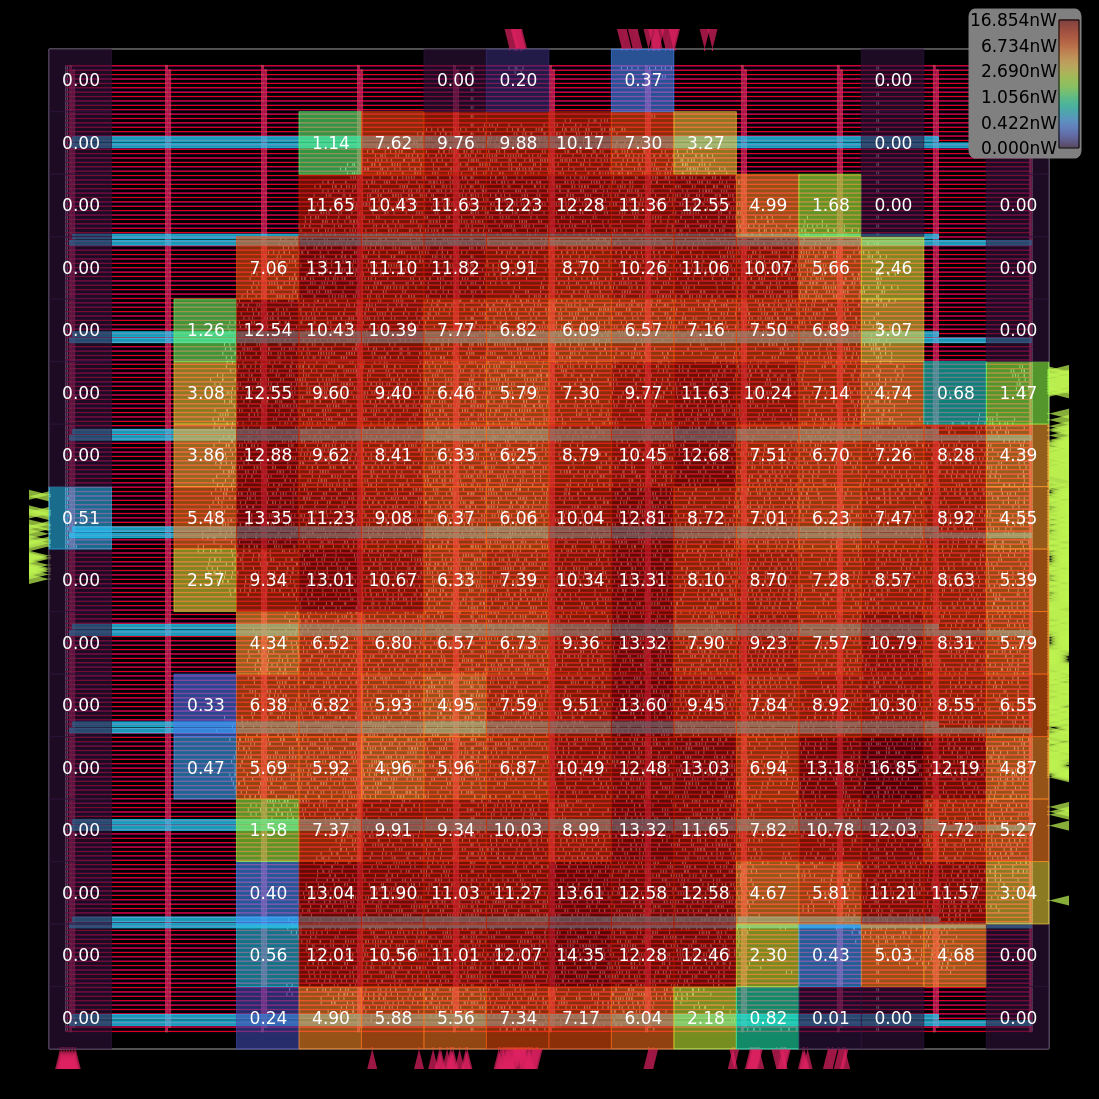 16.854nW
6.734nW
2.690nW
1.056nW
0.422nW
0.000nW
0.00 0.00 0.20 0.37 0.00
0.00 1.14 7.62 9.76 9.88 10.17 7.30 3.27 0.00
0.00 11.65 10.43 11.63 12.23 12.28 11.36 12.55 4.99 1.68 0.00 0.00
0.00 7.06 13.11 11.10 11.82 9.91 8.70 10.26 11.06 10.07 5.66 2.46 0.00
0.00 1.26 12.54 10.43 10.39 7.77 6.82 6.09 6.57 7.16 7.50 6.89 3.07 0.00
0.00 3.08 12.55 9.60 9.40 6.46 5.79 7.30 9.77 11.63 10.24 7.14 4.74 0.68 1.47
0.00 3.86 12.88 9.62 8.41 6.33 6.25 8.79 10.45 12.68 7.51 6.70 7.26 8.28 4.39
0.51 5.48 13.35 11.23 9.08 6.37 6.06 10.04 12.81 8.72 7.01 6.23 7.47 8.92 4.55
0.00 2.57 9.34 13.01 10.67 6.33 7.39 10.34 13.31 8.10 8.70 7.28 8.57 8.63 5.39
0.00 4.34 6.52 6.80 6.57 6.73 9.36 13.32 7.90 9.23 7.57 10.79 8.31 5.79
0.00 0.33 6.38 6.82 5.93 4.95 7.59 9.51 13.60 9.45 7.84 8.92 10.30 8.55 6.55
0.00 0.47 5.69 5.92 4.96 5.96 6.87 10.49 12.48 13.03 6.94 13.18 16.85 12.19 4.87
0.00 1.58 7.37 9.91 9.34 10.03 8.99 13.32 11.65 7.82 10.78 12.03 7.72 5.27
0.00 0.40 13.04 11.90 11.03 11.27 13.61 12.58 12.58 4.67 5.81 11.21 11.57 3.04
0.00 0.56 12.01 10.56 11.01 12.07 14.35 12.28 12.46 2.30 0.43 5.03 4.68 0.00
0.00 0.24 4.90 5.88 5.56 7.34 7.17 6.04 2.18 0.82 0.01 0.00 0.00